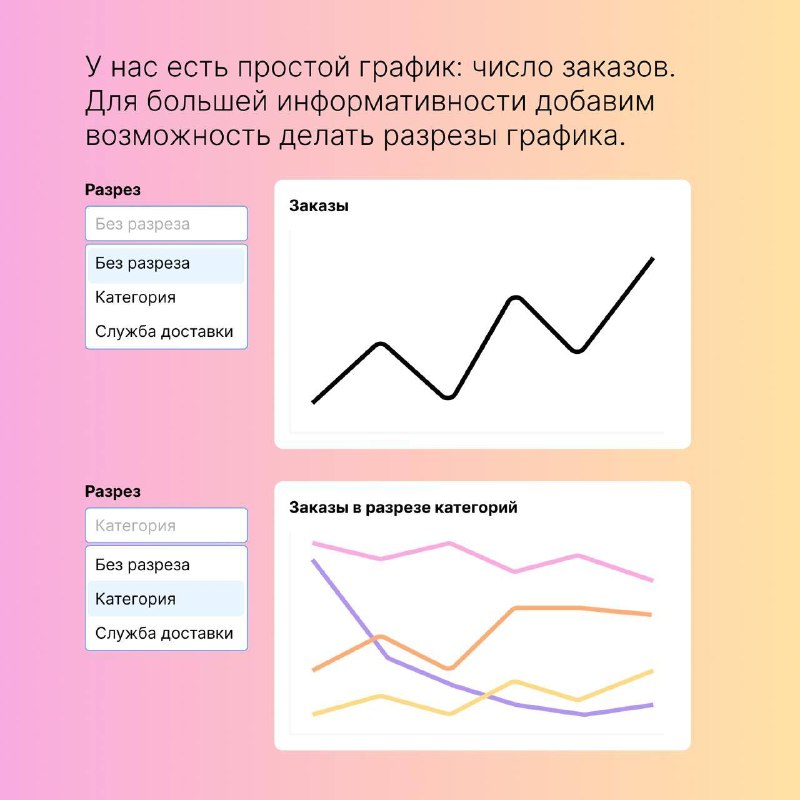 У нас есть простой график: число заказов.
Для большей информативности добавим
возможность делать разрезы графика.
Разрез
Без разреза
Без разреза
Категория
Служба доставки
Заказы
Разрез
Категория
Без разреза
Категория
Служба доставки
Заказы в разрезе категорий